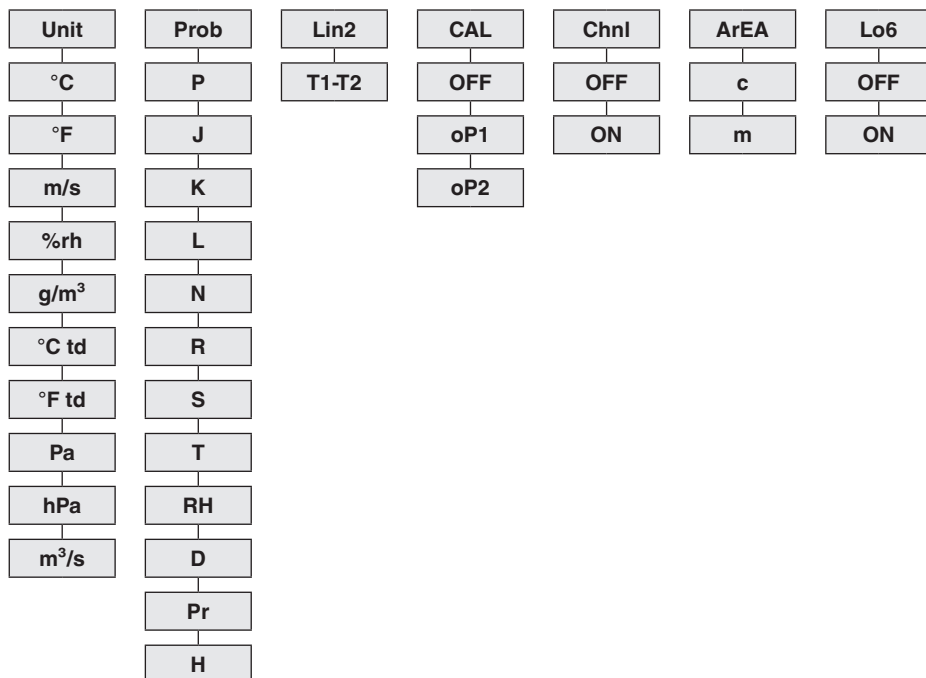 Unit Prob Lin2 CAL Chnl ArEA Lo6
°C P T1-T2 OFF OFF c OFF
°F J oP1 ON m ON
m/s K oP2
%rh L
g/m³ N
°C td R
°F td S
Pa T
hPa RH
m³/s D
Pr
H